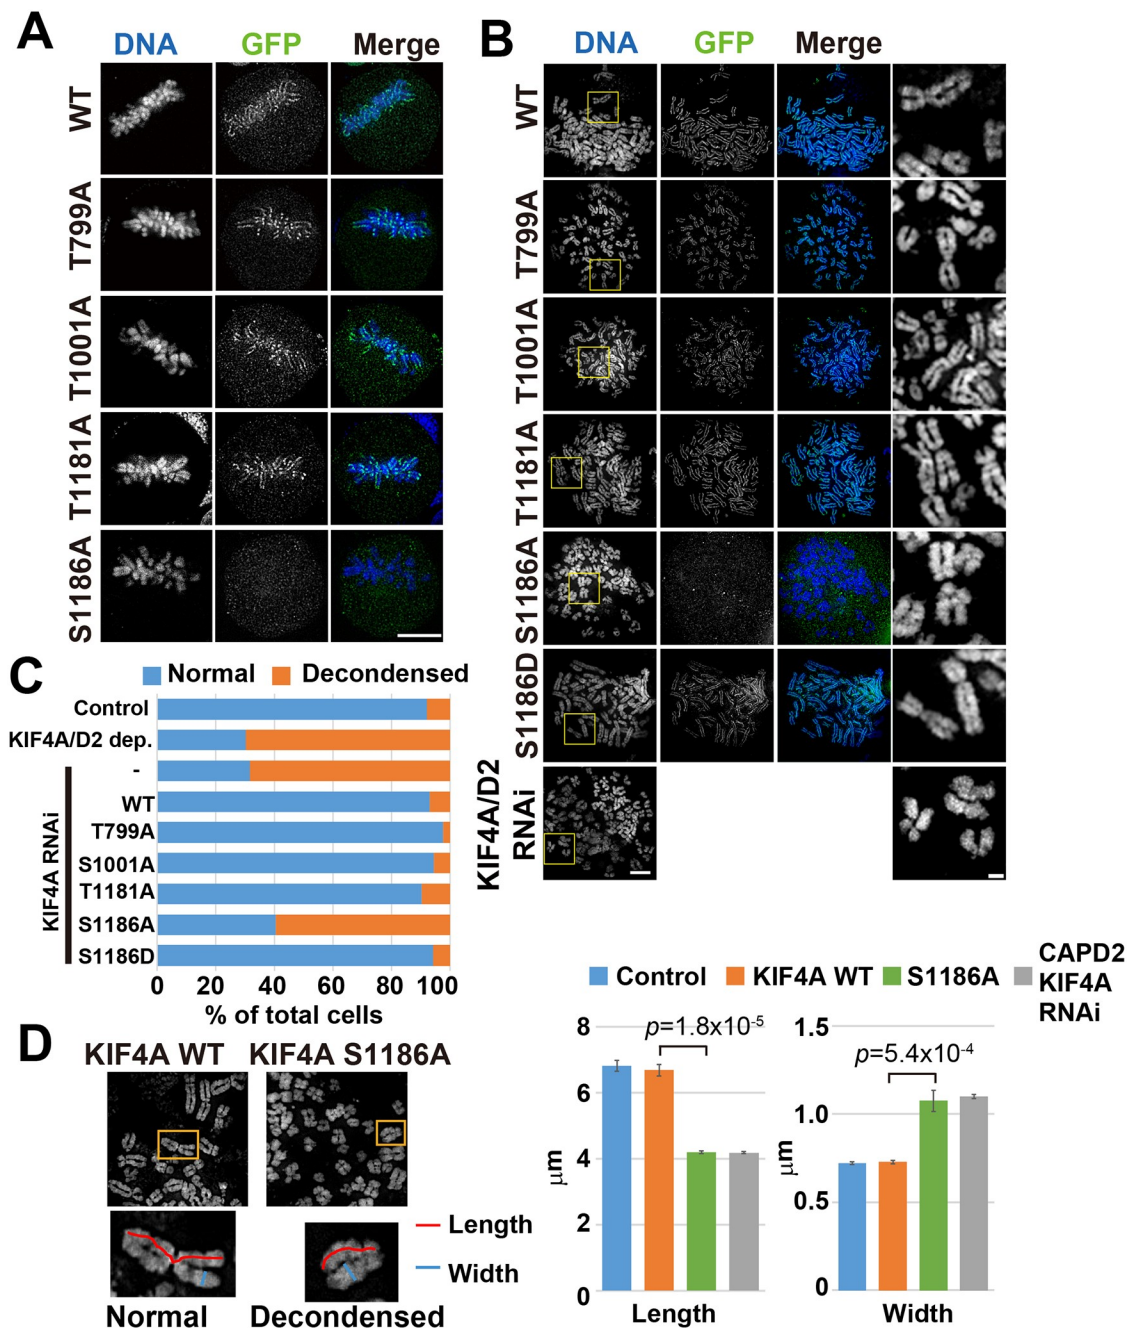 A
DNA GFP Merge
WT
T799A
T1001A
T1181A
S1186A
B
DNA GFP Merge
WT
T799A
T1001A
T1181A
S1186A
S1186D
KIF4A/D2
RNAi
C
Normal Decondensed
Control
KIF4A/D2 dep.
-
WT
T799A
S1001A
T1181A
S1186A
S1186D
KIF4A RNAi
0 20 40 60 80 100
% of total cells
D
KIF4A WT KIF4A S1186A
Length
Width
Normal Decondensed
Control KIF4A WT S1186A CAPD2
KIF4A
RNAi
8
6
4
2
0
μm
p=1.8x10-5
Length
1.5
1.0
0.5
0
μm
p=5.4x10-4
Width